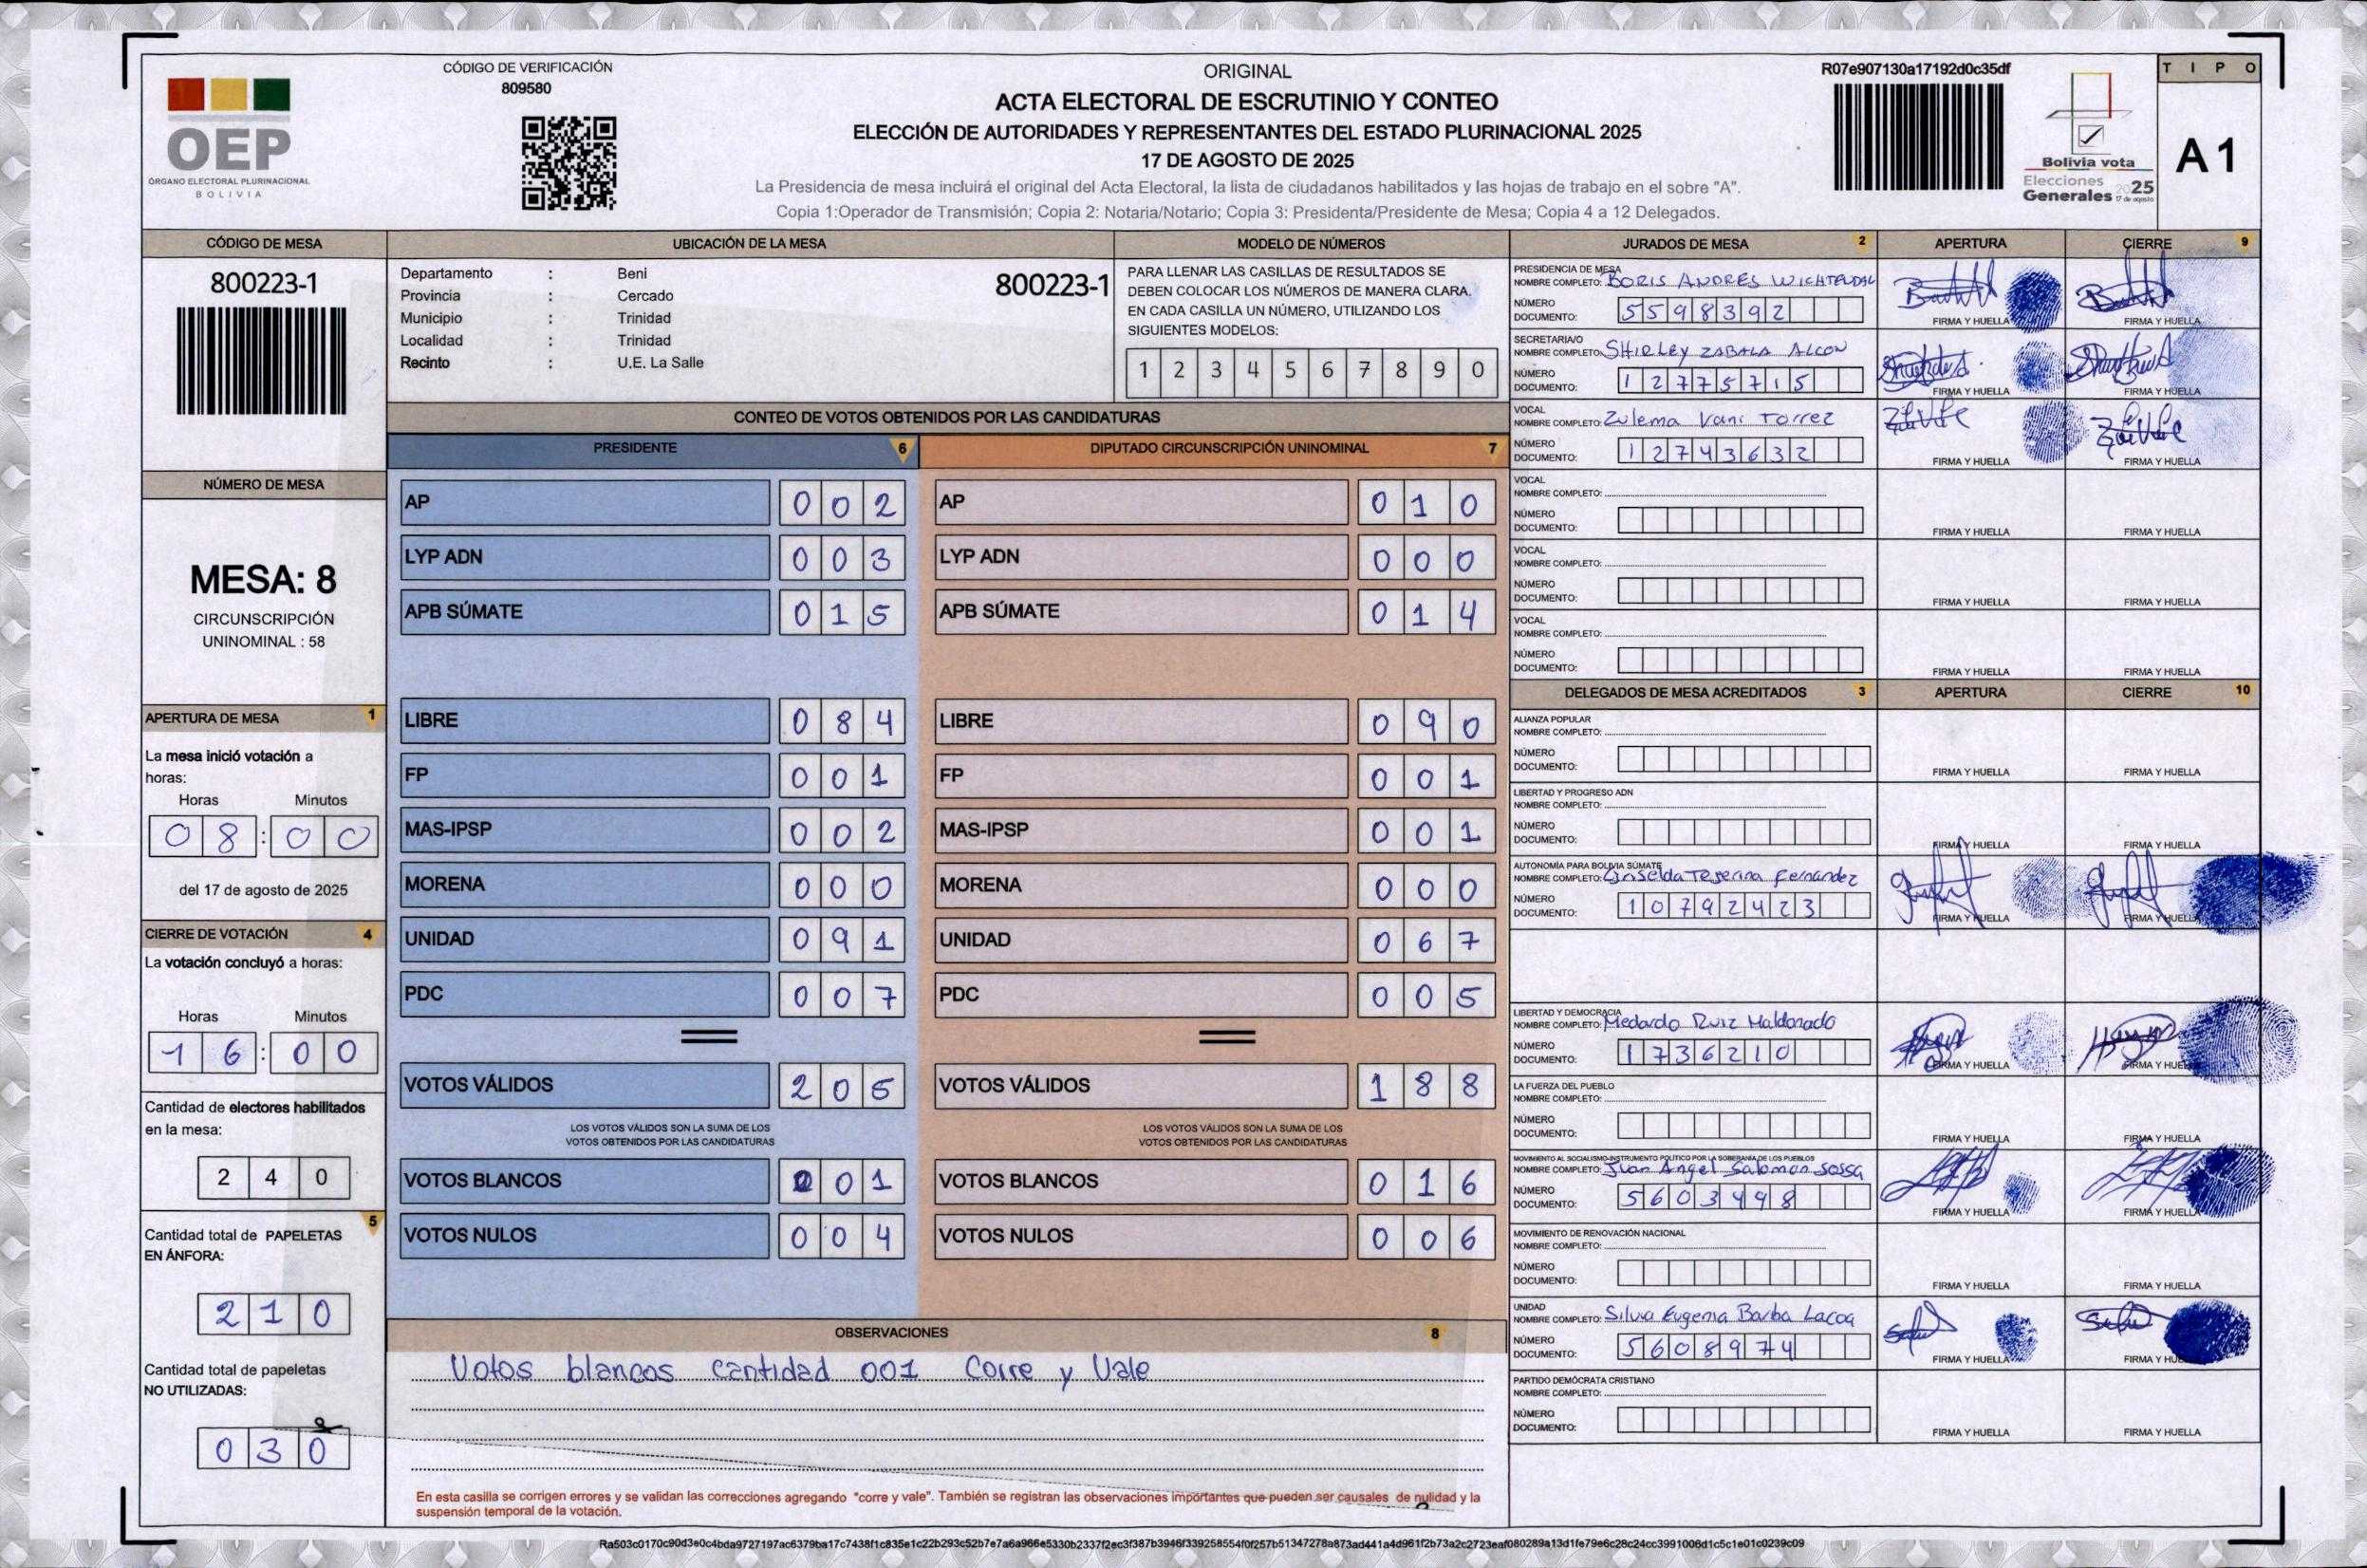 CÓDIGO DE VERIFICACIÓN
809580
OEP
ÓRGANO ELECTORAL PLURINACIONAL
BOLIVIA
ORIGINAL
ACTA ELECTORAL DE ESCRUTINIO Y CONTEO
ELECCIÓN DE AUTORIDADES Y REPRESENTANTES DEL ESTADO PLURINACIONAL 2025
17 DE AGOSTO DE 2025
La Presidencia de mesa incluirá el original del Acta Electoral, la lista de ciudadanos habilitados y las hojas de trabajo en el sobre "A".
Copia 1:Operador de Transmisión; Copia 2: Notaria/Notario; Copia 3: Presidenta/Presidente de Mesa; Copia 4 a 12 Delegados.
R07e907130a17192d0c35df
Bolivia vota
Elecciones
Generales 2025
17 de agosto
TIPO
A1
CÓDIGO DE MESA
800223-1
UBICACIÓN DE LA MESA
Departamento : Beni
Provincia : Cercado
Municipio : Trinidad
Localidad : Trinidad
Recinto : U.E. La Salle
800223-1
MODELO DE NÚMEROS
PARA LLENAR LAS CASILLAS DE RESULTADOS SE
DEBEN COLOCAR LOS NÚMEROS DE MANERA CLARA.
EN CADA CASILLA UN NÚMERO, UTILIZANDO LOS
SIGUIENTES MODELOS:
1 2 3 4 5 6 7 8 9 0
NÚMERO DE MESA
MESA: 8
CIRCUNSCRIPCIÓN
UNINOMINAL : 58
APERTURA DE MESA 1
La mesa inició votación a
horas:
Horas Minutos
08:00
del 17 de agosto de 2025
CIERRE DE VOTACIÓN 4
La votación concluyó a horas:
Horas Minutos
16:00
Cantidad de electores habilitados
en la mesa:
240
5
Cantidad total de PAPELETAS
EN ÁNFORA:
210
Cantidad total de papeletas
NO UTILIZADAS:
030
CONTEO DE VOTOS OBTENIDOS POR LAS CANDIDATURAS
PRESIDENTE 6
AP 002
LYP ADN 003
APB SÚMATE 015
LIBRE 084
FP 001
MAS-IPSP 002
MORENA 000
UNIDAD 091
PDC 007
VOTOS VÁLIDOS 205
LOS VOTOS VÁLIDOS SON LA SUMA DE LOS
VOTOS OBTENIDOS POR LAS CANDIDATURAS
VOTOS BLANCOS 001
VOTOS NULOS 004
DIPUTADO CIRCUNSCRIPCIÓN UNINOMINAL 7
AP 010
LYP ADN 000
APB SÚMATE 014
LIBRE 090
FP 001
MAS-IPSP 001
MORENA 000
UNIDAD 067
PDC 005
VOTOS VÁLIDOS 188
LOS VOTOS VÁLIDOS SON LA SUMA DE LOS
VOTOS OBTENIDOS POR LAS CANDIDATURAS
VOTOS BLANCOS 016
VOTOS NULOS 006
OBSERVACIONES 8
Votos blancos cantidad 001 Corre y Vale
En esta casilla se corrigen errores y se validan las correcciones agregando "corre y vale". También se registran las observaciones importantes que pueden ser causales de nulidad y la
suspensión temporal de la votación.
JURADOS DE MESA 2 APERTURA CIERRE 9
PRESIDENCIA DE MESA
NOMBRE COMPLETO: BORIS ANDRES WICHTENDAL
NÚMERO
DOCUMENTO: 5598392
FIRMA Y HUELLA FIRMA Y HUELLA
SECRETARIA/O
NOMBRE COMPLETO: SHIRLEY ZABALA ALCON
NÚMERO
DOCUMENTO: 12775715
FIRMA Y HUELLA FIRMA Y HUELLA
VOCAL
NOMBRE COMPLETO: Zulema Vani Torrez
NÚMERO
DOCUMENTO: 12743632
FIRMA Y HUELLA FIRMA Y HUELLA
VOCAL
NOMBRE COMPLETO:
NÚMERO
DOCUMENTO:
FIRMA Y HUELLA FIRMA Y HUELLA
VOCAL
NOMBRE COMPLETO:
NÚMERO
DOCUMENTO:
FIRMA Y HUELLA FIRMA Y HUELLA
VOCAL
NOMBRE COMPLETO:
NÚMERO
DOCUMENTO:
FIRMA Y HUELLA FIRMA Y HUELLA
DELEGADOS DE MESA ACREDITADOS 3 APERTURA CIERRE 10
ALIANZA POPULAR
NOMBRE COMPLETO:
NÚMERO
DOCUMENTO:
FIRMA Y HUELLA FIRMA Y HUELLA
LIBERTAD Y PROGRESO ADN
NOMBRE COMPLETO:
NÚMERO
DOCUMENTO:
FIRMA Y HUELLA FIRMA Y HUELLA
AUTONOMÍA PARA BOLIVIA SÚMATE
NOMBRE COMPLETO: Griselda Tejerina Fernandez
NÚMERO
DOCUMENTO: 10792423
FIRMA Y HUELLA FIRMA Y HUELLA
LIBERTAD Y DEMOCRACIA
NOMBRE COMPLETO: Medardo Ruiz Maldonado
NÚMERO
DOCUMENTO: 1736210
FIRMA Y HUELLA FIRMA Y HUELLA
LA FUERZA DEL PUEBLO
NOMBRE COMPLETO:
NÚMERO
DOCUMENTO:
FIRMA Y HUELLA FIRMA Y HUELLA
MOVIMIENTO AL SOCIALISMO-INSTRUMENTO POLÍTICO POR LA SOBERANÍA DE LOS PUEBLOS
NOMBRE COMPLETO: Juan Angel Salomon Sossa
NÚMERO
DOCUMENTO: 5603498
FIRMA Y HUELLA FIRMA Y HUELLA
MOVIMIENTO DE RENOVACIÓN NACIONAL
NOMBRE COMPLETO:
NÚMERO
DOCUMENTO:
FIRMA Y HUELLA FIRMA Y HUELLA
UNIDAD
NOMBRE COMPLETO: Silvia Eugenia Barba Lacoa
NÚMERO
DOCUMENTO: 5608974
FIRMA Y HUELLA FIRMA Y HUELLA
PARTIDO DEMÓCRATA CRISTIANO
NOMBRE COMPLETO:
NÚMERO
DOCUMENTO:
FIRMA Y HUELLA FIRMA Y HUELLA